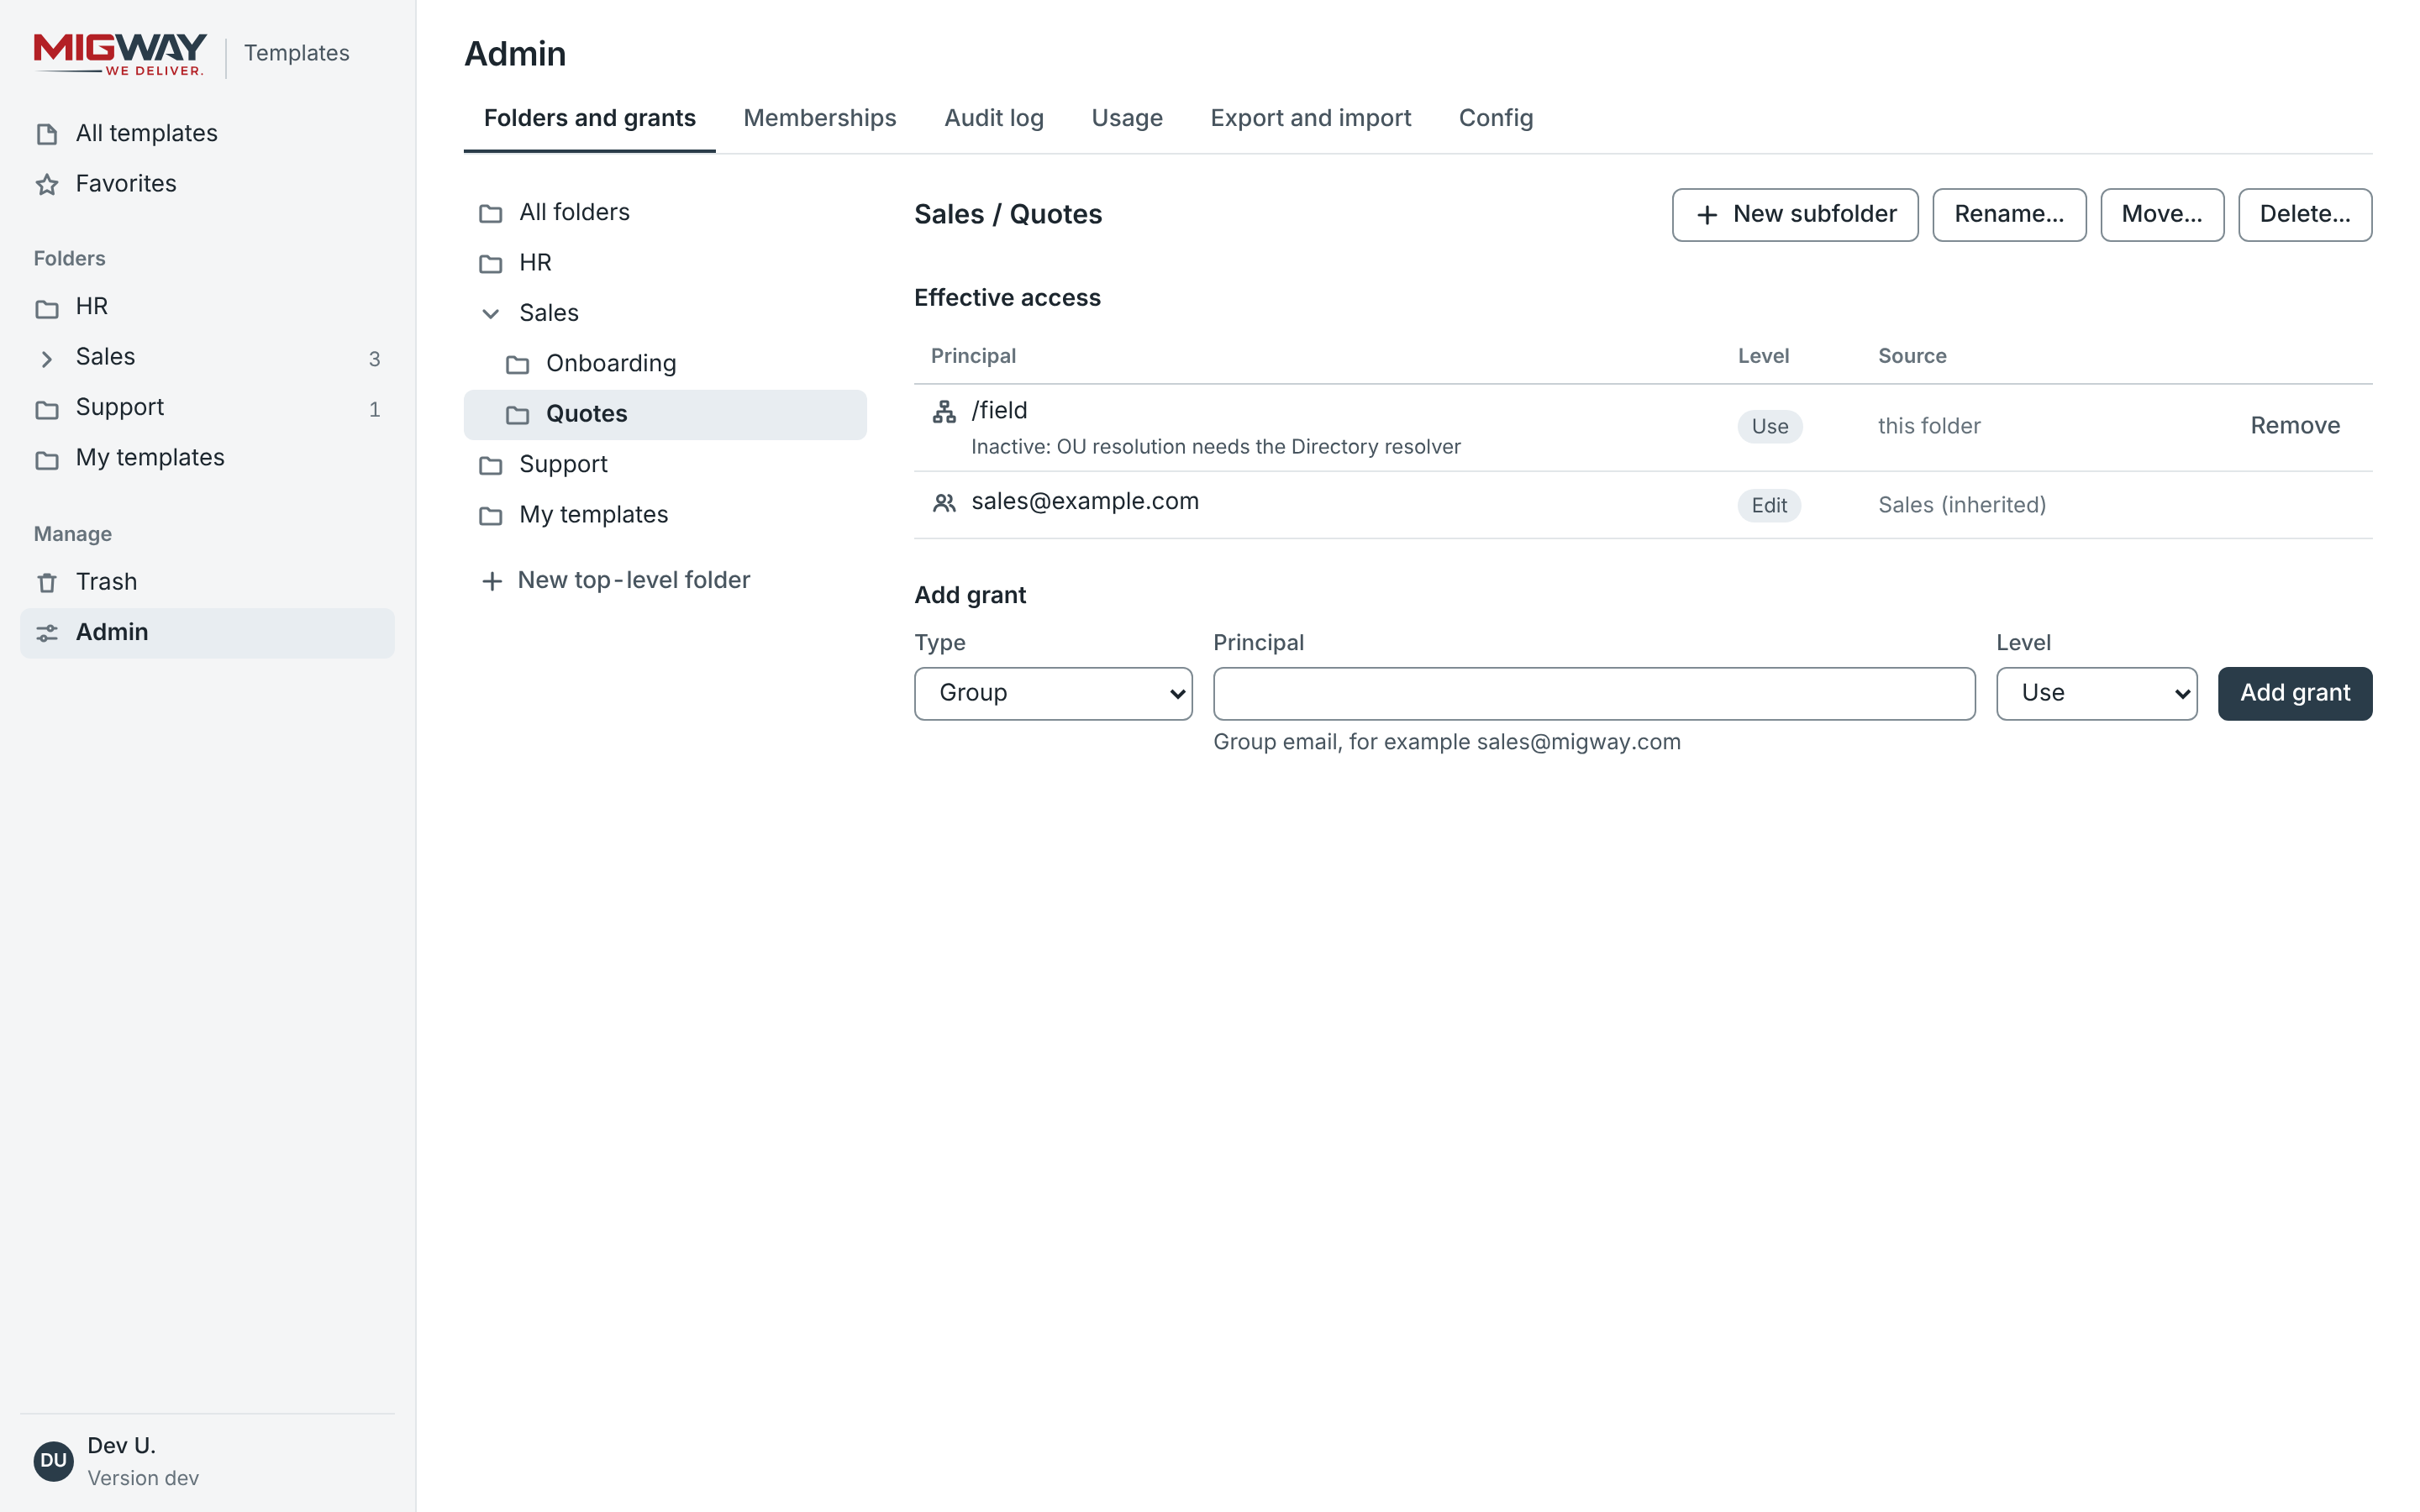 MIGWAY
WE DELIVER.
Templates
All templates
Favorites
Folders
HR
Sales 3
Support 1
My templates
Manage
Trash
Admin
DU
Dev U.
Version dev
Admin
Folders and grants Memberships Audit log Usage Export and import Config
All folders
HR
Sales
Onboarding
Quotes
Support
My templates
New top-level folder
Sales / Quotes
New subfolder Rename... Move... Delete...
Effective access
Principal Level Source
/field Use this folder Remove
Inactive: OU resolution needs the Directory resolver
sales@example.com Edit Sales (inherited)
Add grant
Type Principal Level
Group Use Add grant
Group email, for example sales@migway.com